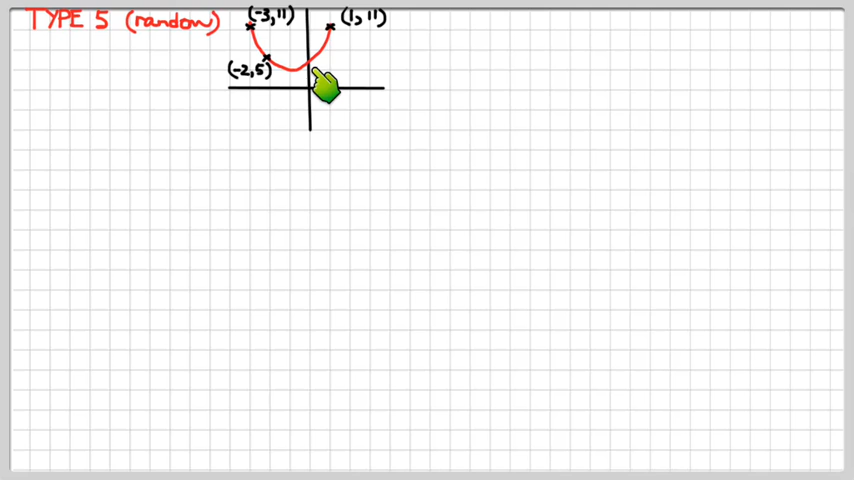 TYPE 5 (random)
(-3,11)
(1,11)
(-2,5)